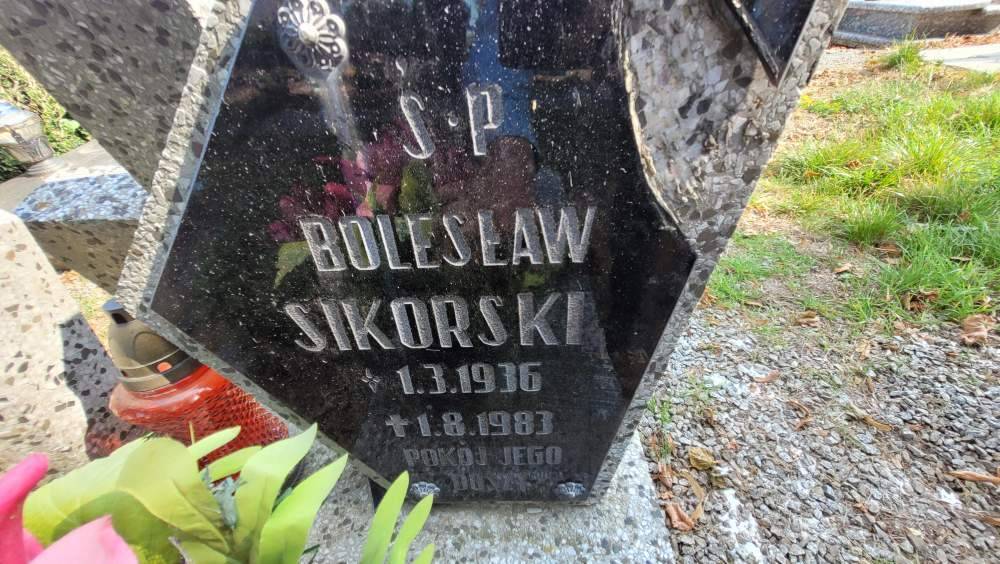 Ś.P
BOLESŁAW
SIKORSKI
* 1.3.1936
✝ 1.8.1983
POKÓJ JEGO
DUSZY